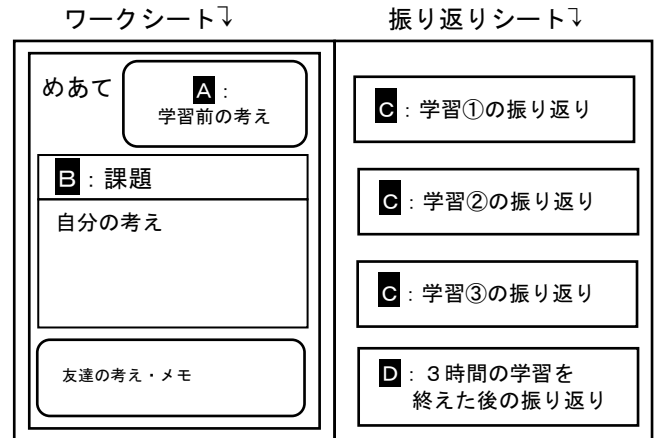 ワークシート↴
めあて
A：
学習前の考え
B：課題
自分の考え
友達の考え・メモ
振り返りシート↴
C：学習①の振り返り
C：学習②の振り返り
C：学習③の振り返り
D：３時間の学習を
終えた後の振り返り